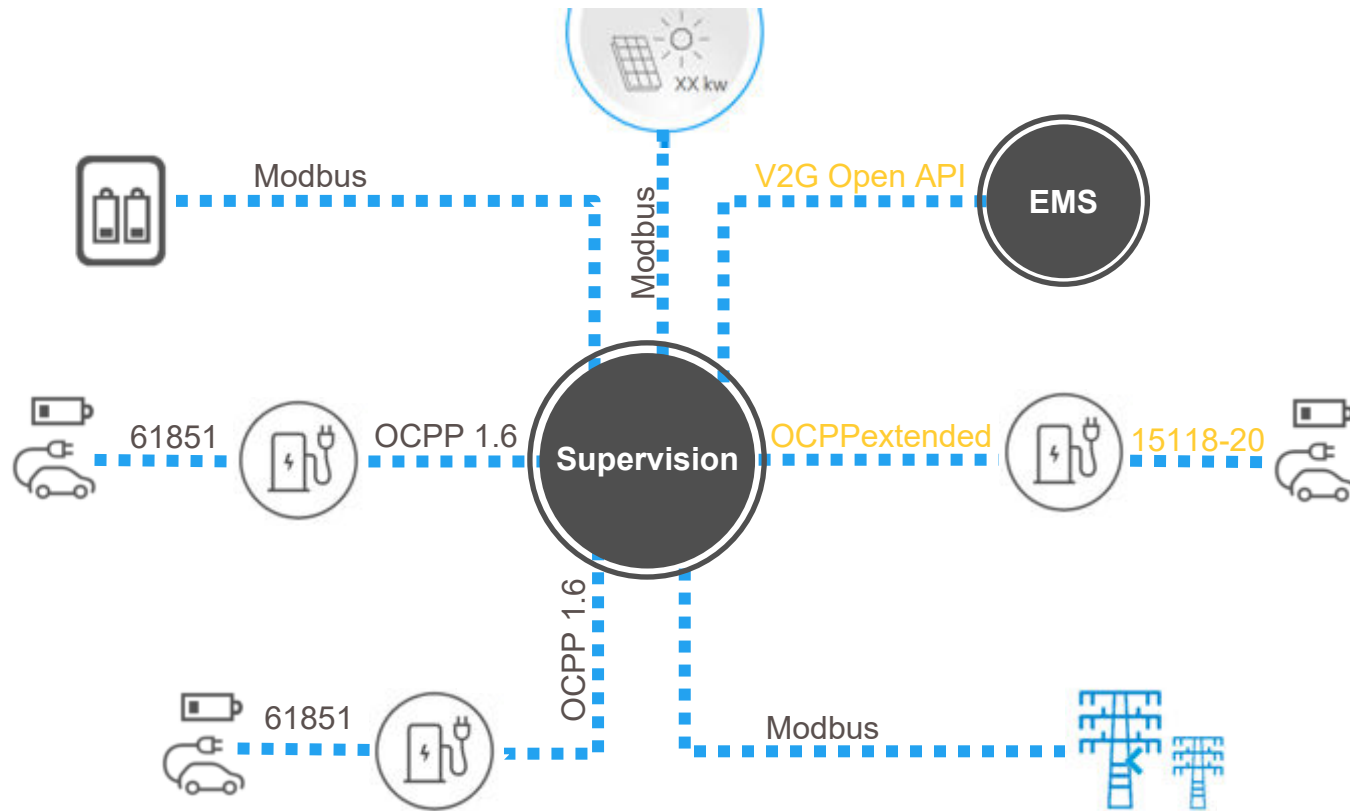 XX kw
Modbus
V2G Open API
EMS
Modbus
61851
OCPP 1.6
Supervision
OCPPextended
15118-20
OCPP 1.6
61851
Modbus